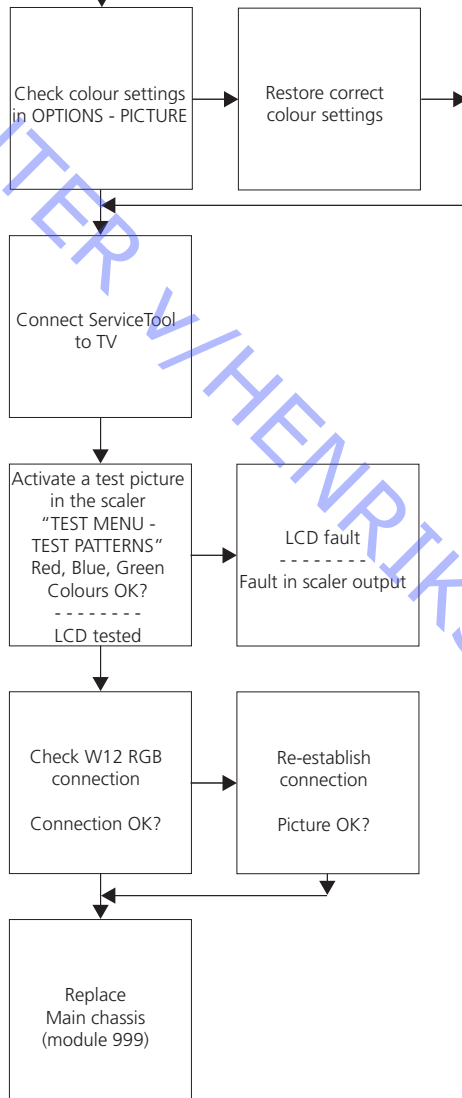 Check colour settings
in OPTIONS - PICTURE
Restore correct
colour settings
Connect ServiceTool
to TV
Activate a test picture
in the scaler
"TEST MENU -
TEST PATTERNS"
Red, Blue, Green
Colours OK?
- - - - - - - -
LCD tested
LCD fault
- - - - - - - -
Fault in scaler output
Check W12 RGB
connection
Connection OK?
Re-establish
connection
Picture OK?
Replace
Main chassis
(module 999)
NTER v/HENRIKS